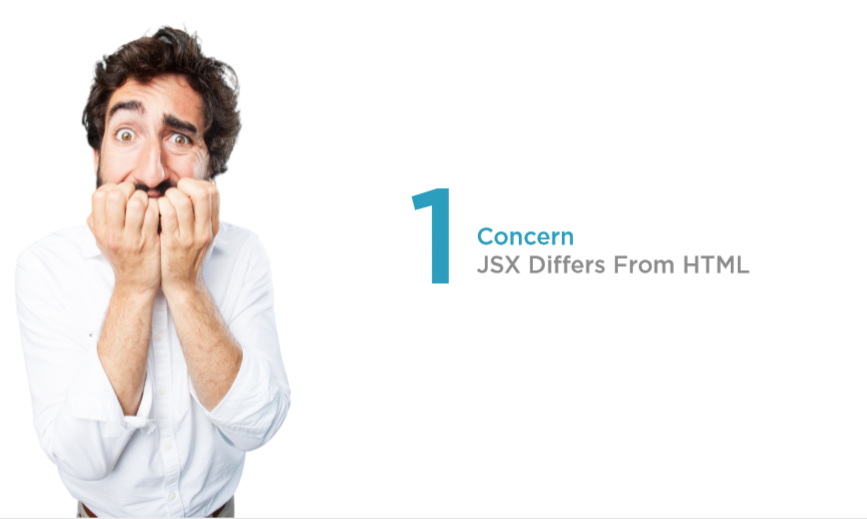 1
Concern
JSX Differs From HTML